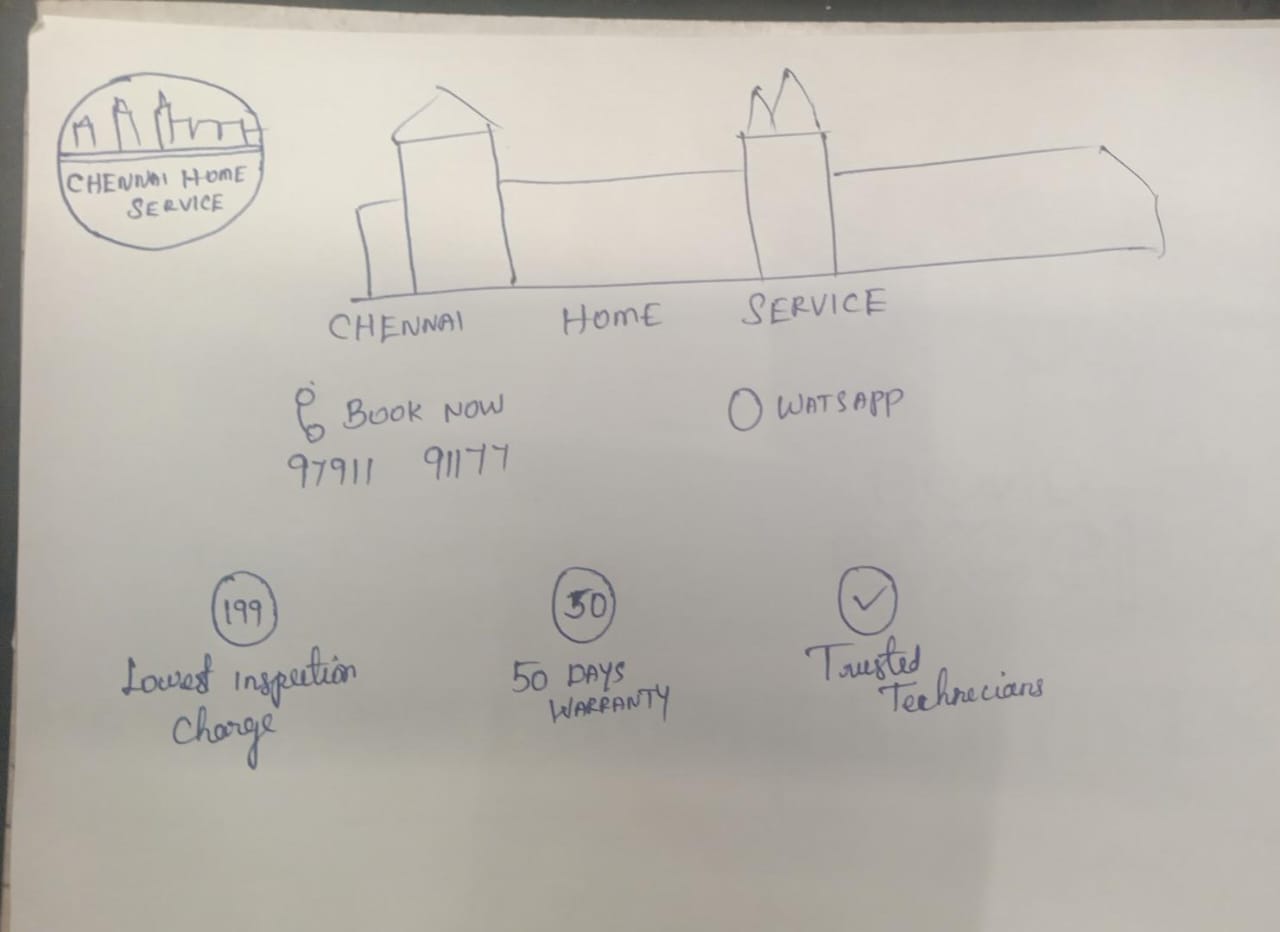 CHENNAI HOME
SERVICE
CHENNAI HOME SERVICE
BOOK NOW
97911 91177
WATSAPP
199
Lowest inspection
Charge
50
50 DAYS
WARRANTY
Trusted
Technecians